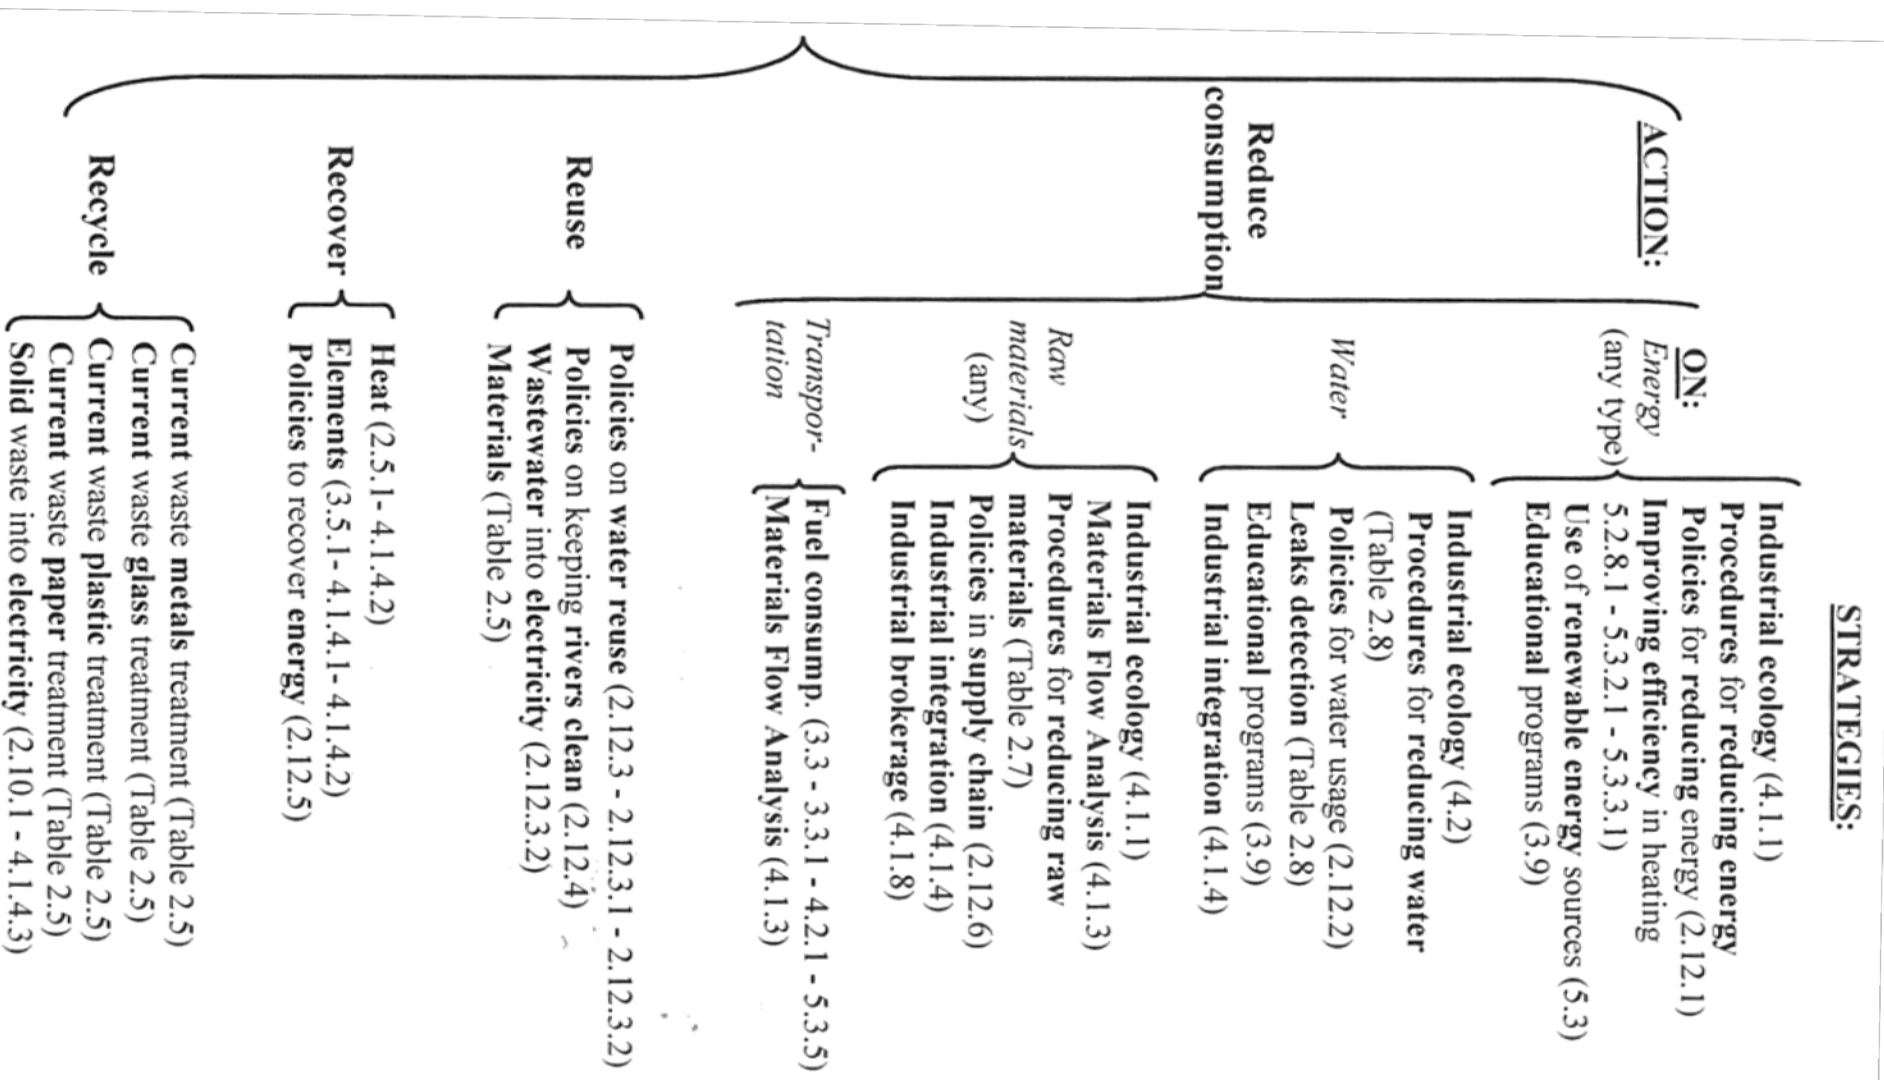 STRATEGIES:
ACTION:
ON:
Reduce
consumption
Energy
(any type)
Industrial ecology (4.1.1)
Procedures for reducing energy
Policies for reducing energy (2.12.1)
Improving efficiency in heating
5.2.8.1 - 5.3.2.1 - 5.3.3.1)
Use of renewable energy sources (5.3)
Educational programs (3.9)
Water
Industrial ecology (4.2)
Procedures for reducing water
(Table 2.8)
Policies for water usage (2.12.2)
Leaks detection (Table 2.8)
Educational programs (3.9)
Industrial integration (4.1.4)
Raw
materials
(any)
Industrial ecology (4.1.1)
Materials Flow Analysis (4.1.3)
Procedures for reducing raw
materials (Table 2.7)
Policies in supply chain (2.12.6)
Industrial integration (4.1.4)
Industrial brokerage (4.1.8)
Transpor-
tation
Fuel consump. (3.3 - 3.3.1 - 4.2.1 - 5.3.5)
Materials Flow Analysis (4.1.3)
Reuse
Policies on water reuse (2.12.3 - 2.12.3.1 - 2.12.3.2)
Policies on keeping rivers clean (2.12.4)
Wastewater into electricity (2.12.3.2)
Materials (Table 2.5)
Recover
Heat (2.5.1- 4.1.4.2)
Elements (3.5.1- 4.1.4.1- 4.1.4.2)
Policies to recover energy (2.12.5)
Recycle
Current waste metals treatment (Table 2.5)
Current waste glass treatment (Table 2.5)
Current waste plastic treatment (Table 2.5)
Current waste paper treatment (Table 2.5)
Solid waste into electricity (2.10.1 - 4.1.4.3)